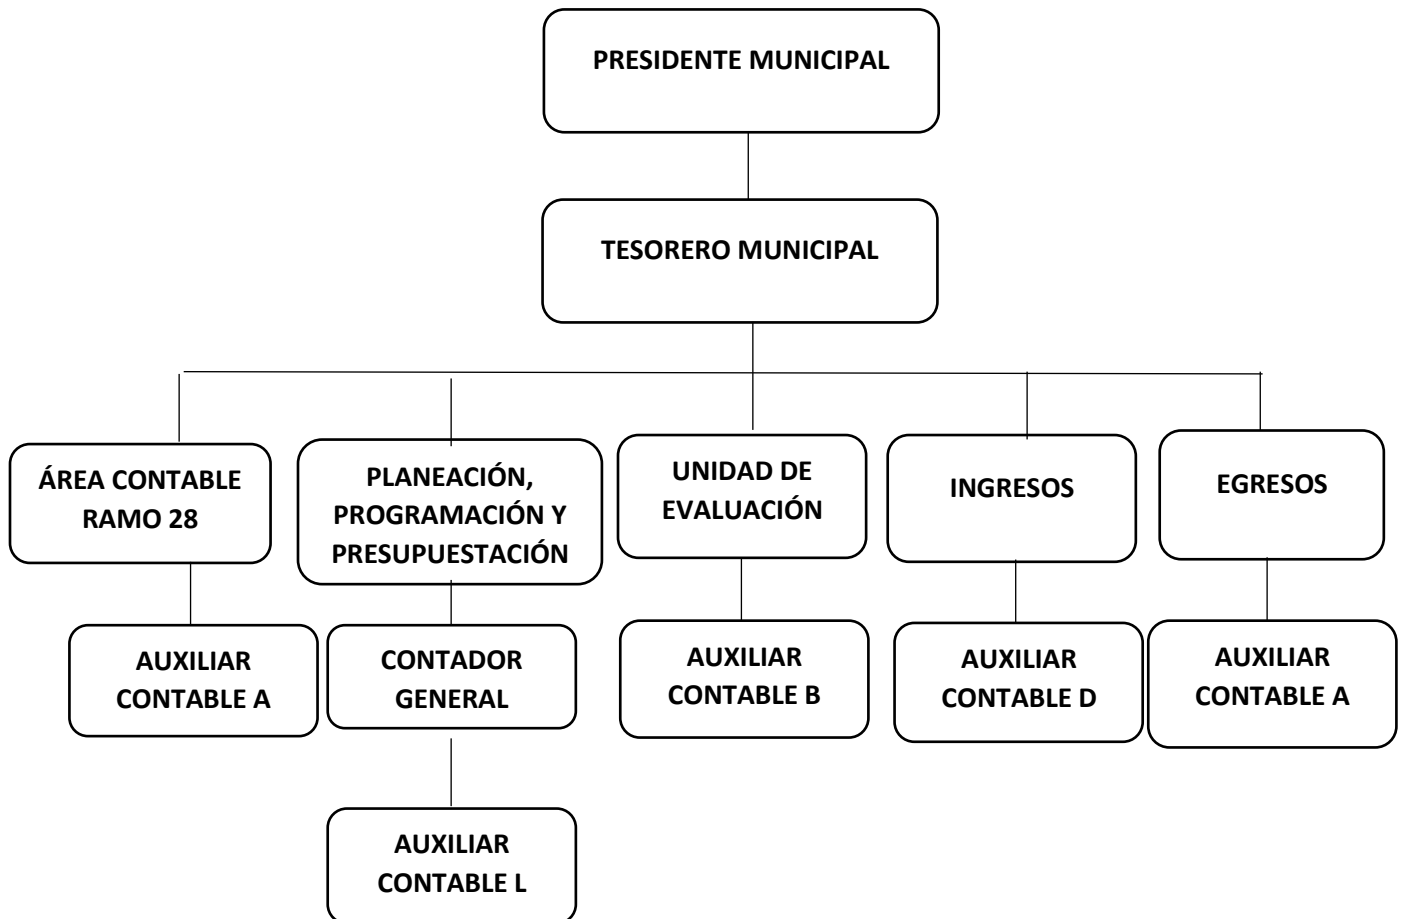 PRESIDENTE MUNICIPAL
TESORERO MUNICIPAL
ÁREA CONTABLE
RAMO 28
PLANEACIÓN,
PROGRAMACIÓN Y
PRESUPUESTACIÓN
UNIDAD DE
EVALUACIÓN
INGRESOS
EGRESOS
AUXILIAR
CONTABLE A
CONTADOR
GENERAL
AUXILIAR
CONTABLE B
AUXILIAR
CONTABLE D
AUXILIAR
CONTABLE A
AUXILIAR
CONTABLE L